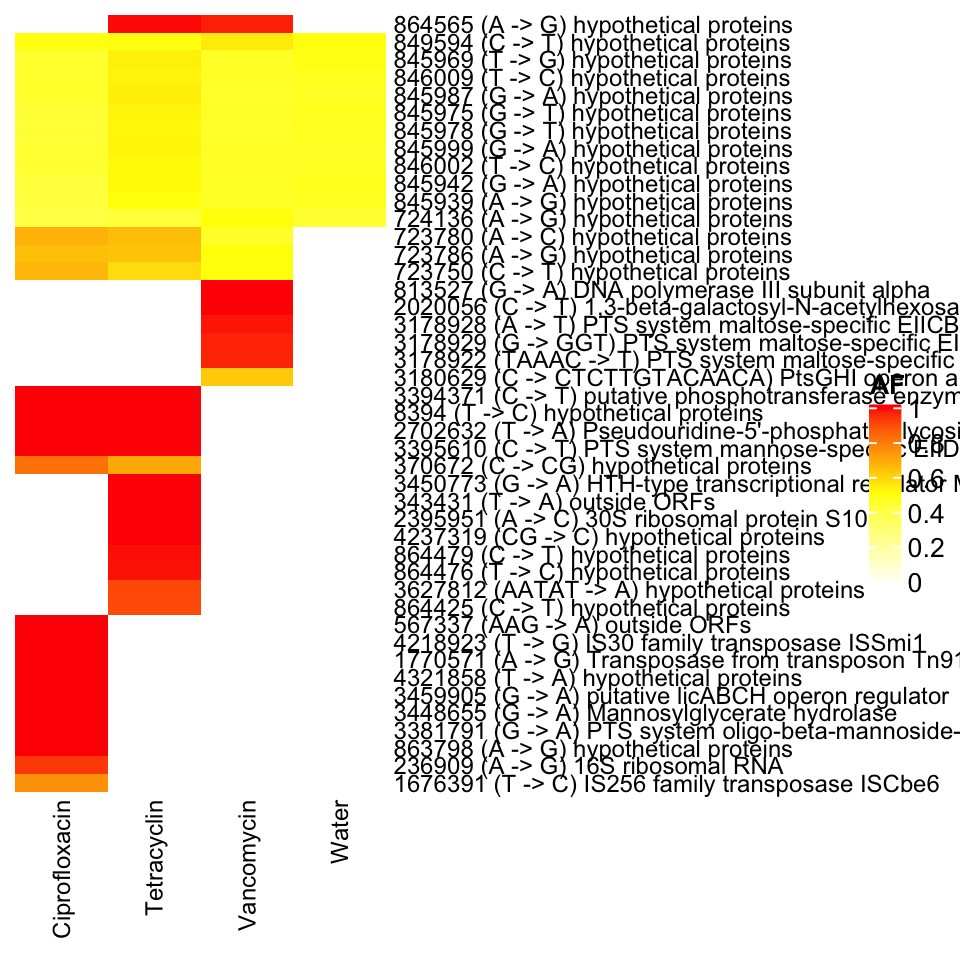 864565 (A -> G) hypothetical proteins
849594 (C -> T) hypothetical proteins
845969 (T -> G) hypothetical proteins
846009 (T -> C) hypothetical proteins
845987 (G -> A) hypothetical proteins
845975 (G -> T) hypothetical proteins
845978 (G -> T) hypothetical proteins
845999 (G -> A) hypothetical proteins
846002 (T -> C) hypothetical proteins
845942 (G -> A) hypothetical proteins
845939 (A -> G) hypothetical proteins
724136 (A -> G) hypothetical proteins
723780 (A -> C) hypothetical proteins
723786 (A -> G) hypothetical proteins
723750 (C -> T) hypothetical proteins
813527 (G -> A) DNA polymerase III subunit alpha
2020056 (C -> T) 1,3-beta-galactosyl-N-acetylhexosa
3178928 (A -> T) PTS system maltose-specific EIICB
3178929 (G -> GGT) PTS system maltose-specific EI
3178922 (TAAAC -> T) PTS system maltose-specific
3180629 (C -> CTCTTGTACAACA) PtsGHI operon a
3394371 (C -> T) putative phosphotransferase enzym
8394 (T -> C) hypothetical proteins
2702632 (T -> A) Pseudouridine-5'-phosphate glycosi
3395610 (C -> T) PTS system mannose-specific EIID
370672 (C -> CG) hypothetical proteins
3450773 (G -> A) HTH-type transcriptional regulator M
343431 (T -> A) outside ORFs
2395951 (A -> C) 30S ribosomal protein S10
4237319 (CG -> C) hypothetical proteins
864479 (C -> T) hypothetical proteins
864476 (T -> C) hypothetical proteins
3627812 (AATAT -> A) hypothetical proteins
864425 (C -> T) hypothetical proteins
567337 (AAG -> A) outside ORFs
4218923 (T -> G) IS30 family transposase ISSmi1
1770571 (A -> G) Transposase from transposon Tn91
4321858 (T -> A) hypothetical proteins
3459905 (G -> A) putative licABCH operon regulator
3448655 (G -> A) Mannosylglycerate hydrolase
3381791 (G -> A) PTS system oligo-beta-mannoside-
863798 (A -> G) hypothetical proteins
236909 (A -> G) 16S ribosomal RNA
1676391 (T -> C) IS256 family transposase ISCbe6
AF
1
0.8
0.6
0.4
0.2
0
Ciprofloxacin
Tetracyclin
Vancomycin
Water